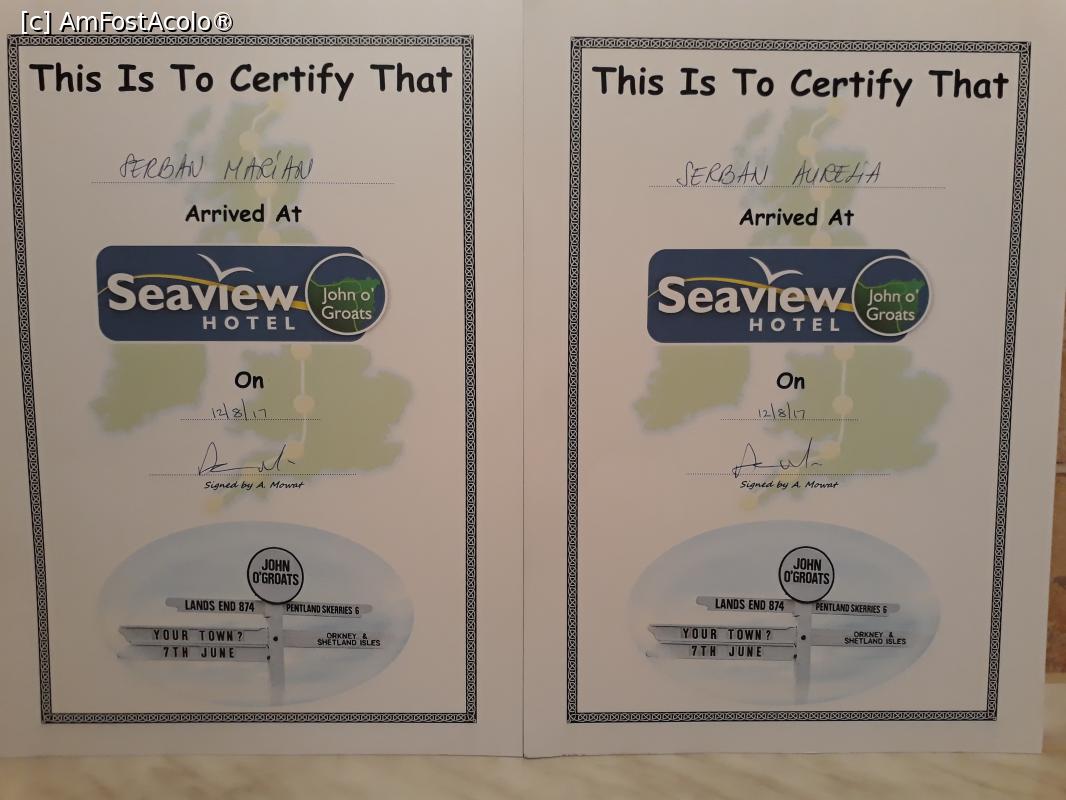 [c] AmFostAcolo®
This Is To Certify That
SERBAN MARIAN
Arrived At
Seaview
HOTEL
John o'
Groats
On
12/8/17
Signed by A. Mowat
JOHN
O'GROATS
LANDS END 874
PENTLAND SKERRIES 6
YOUR TOWN?
ORKNEY &
SHETLAND ISLES
7TH JUNE
This Is To Certify That
SERBAN AURELIA
Arrived At
Seaview
HOTEL
John o'
Groats
On
12/8/17
Signed by A. Mowat
JOHN
O'GROATS
LANDS END 874
PENTLAND SKERRIES 6
YOUR TOWN?
ORKNEY &
SHETLAND ISLES
7TH JUNE